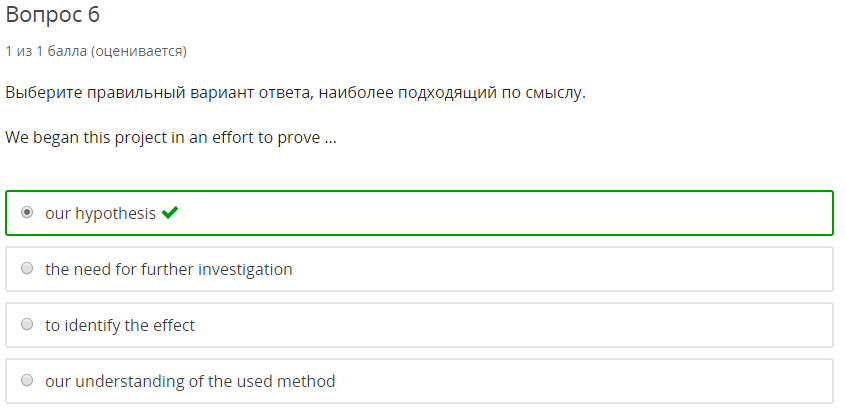 Вопрос 6
1 из 1 балла (оценивается)
Выберите правильный вариант ответа, наиболее подходящий по смыслу.
We began this project in an effort to prove ...
our hypothesis
the need for further investigation
to identify the effect
our understanding of the used method